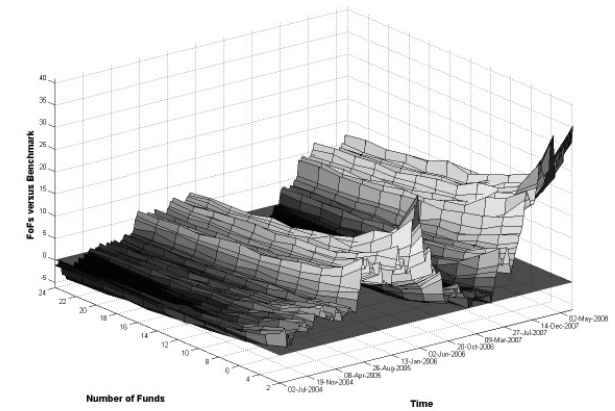 40
35
30
25
20
15
10
5
0
-5
FoFs versus Benchmark
24
22
20
18
16
14
12
10
8
6
4
2
Number of Funds
02-Jul-2004
19-Nov-2004
08-Apr-2005
26-Aug-2005
13-Jan-2006
02-Jun-2006
20-Oct-2006
09-Mar-2007
27-Jul-2007
14-Dec-2007
02-May-2008
Time